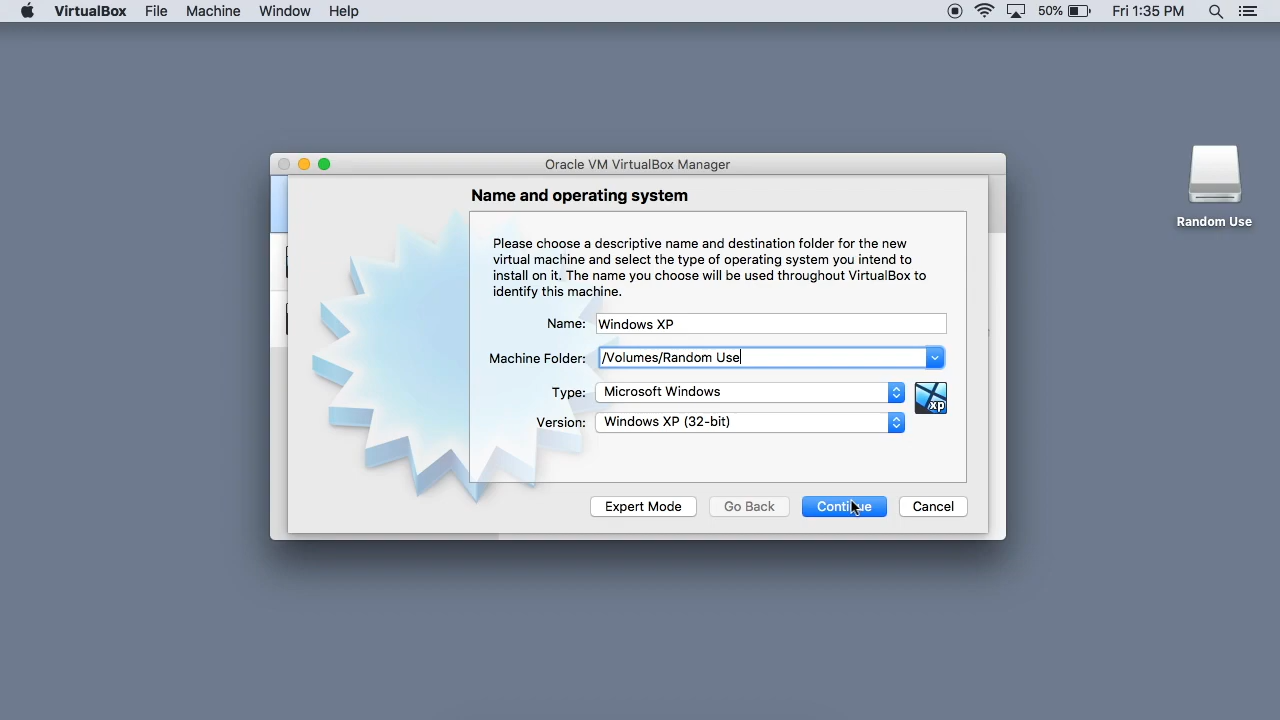 VirtualBox File Machine Window Help 50% Fri 1:35 PM
Oracle VM VirtualBox Manager
Name and operating system
Please choose a descriptive name and destination folder for the new
virtual machine and select the type of operating system you intend to
install on it. The name you choose will be used throughout VirtualBox to
identify this machine.
Name: Windows XP
Machine Folder: /Volumes/Random Use
Type: Microsoft Windows
xp
Version: Windows XP (32-bit)
Expert Mode Go Back Continue Cancel
Random Use